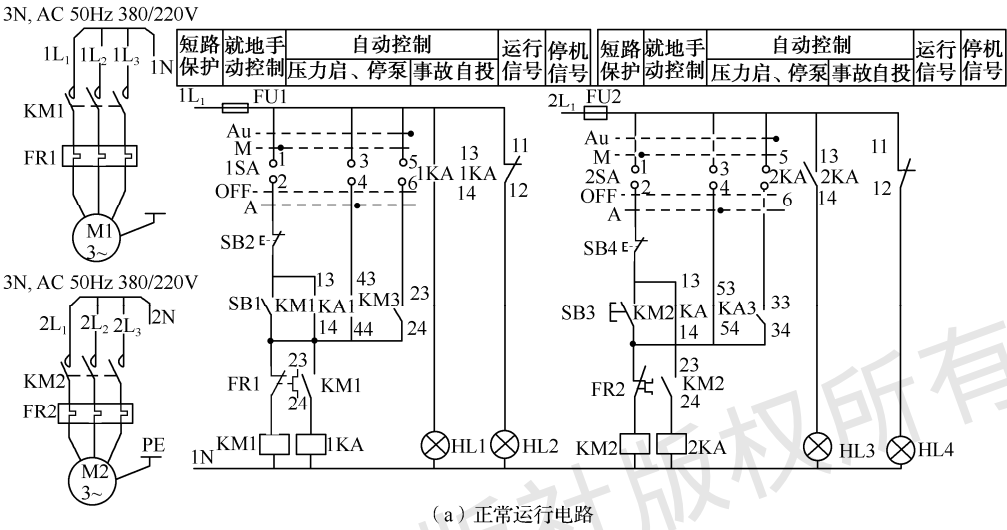 3N, AC 50Hz 380/220V
1L1 1L2 1L3 1N
KM1
FR1
M1
3~
3N, AC 50Hz 380/220V
2L1 2L2 2L3 2N
KM2
FR2
M2
3~
PE
短路保护 就地手动控制 自动控制 运行信号 停机信号
压力启、停泵 事故自投
1L1 FU1
Au
M
1SA 1 3 5
2 4 6
OFF
A
1KA 13 1KA 14
11
12
SB2
SB1 KM1 13 14
KA1 43 44
KM3 23 24
FR1 23 24 KM1
KM1 1KA HL1 HL2
1N
短路保护 就地手动控制 自动控制 运行信号 停机信号
压力启、停泵 事故自投
2L1 FU2
Au
M
2SA 1 3 5
2 4 2KA 6
OFF
A
13 2KA 14
11
12
SB4
SB3 KM2 13 KA 14
53 54
KA3 33 34
FR2 23 KM2 24
KM2 2KA HL3 HL4
(a)正常运行电路
版社版权所有